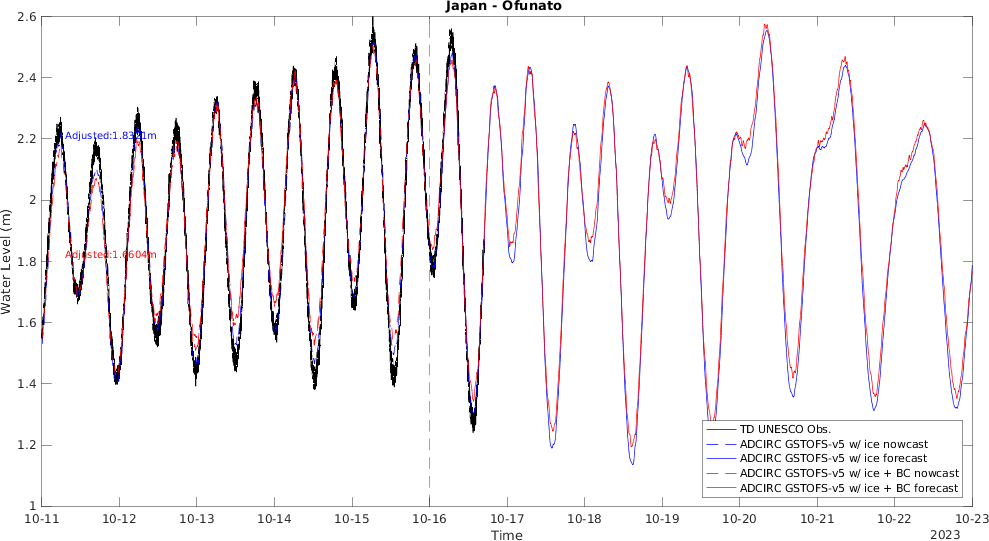 Japan - Ofunato
2.6
2.4
2.2
2
1.8
1.6
1.4
1.2
1
Water Level (m)
Adjusted:1.8321m
Adjusted:1.6604m
TD UNESCO Obs.
ADCIRC GSTOFS-v5 w/ ice nowcast
ADCIRC GSTOFS-v5 w/ ice forecast
ADCIRC GSTOFS-v5 w/ ice + BC nowcast
ADCIRC GSTOFS-v5 w/ ice + BC forecast
10-11 10-12 10-13 10-14 10-15 10-16 10-17 10-18 10-19 10-20 10-21 10-22 10-23
Time
2023